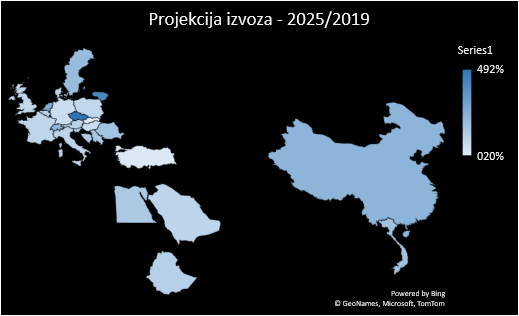 Projekcija izvoza - 2025/2019
Series1
492%
020%
Powered by Bing
© GeoNames, Microsoft, TomTom